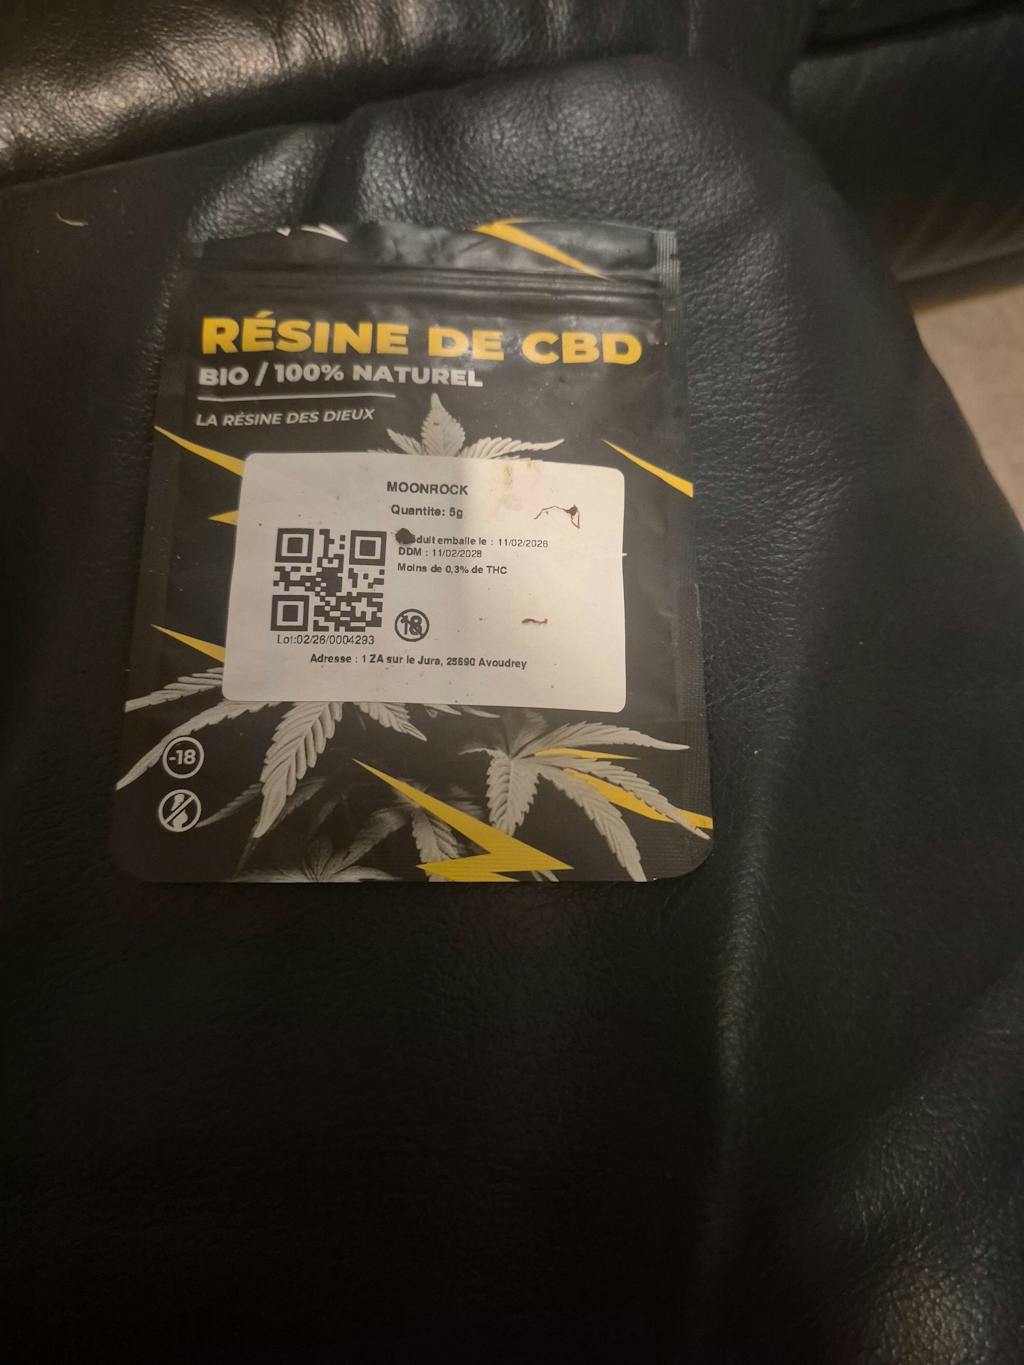 RÉSINE DE CBD
BIO / 100% NATUREL
LA RÉSINE DES DIEUX
MOONROCK
Quantite: 5g
emballe le : 11/02/2026
DDM : 11/02/2028
Moins de 0,3% de THC
18
Lot:02/26/0004293
Adresse : 1 ZA sur le Jura, 25690 Avoudrey
-18